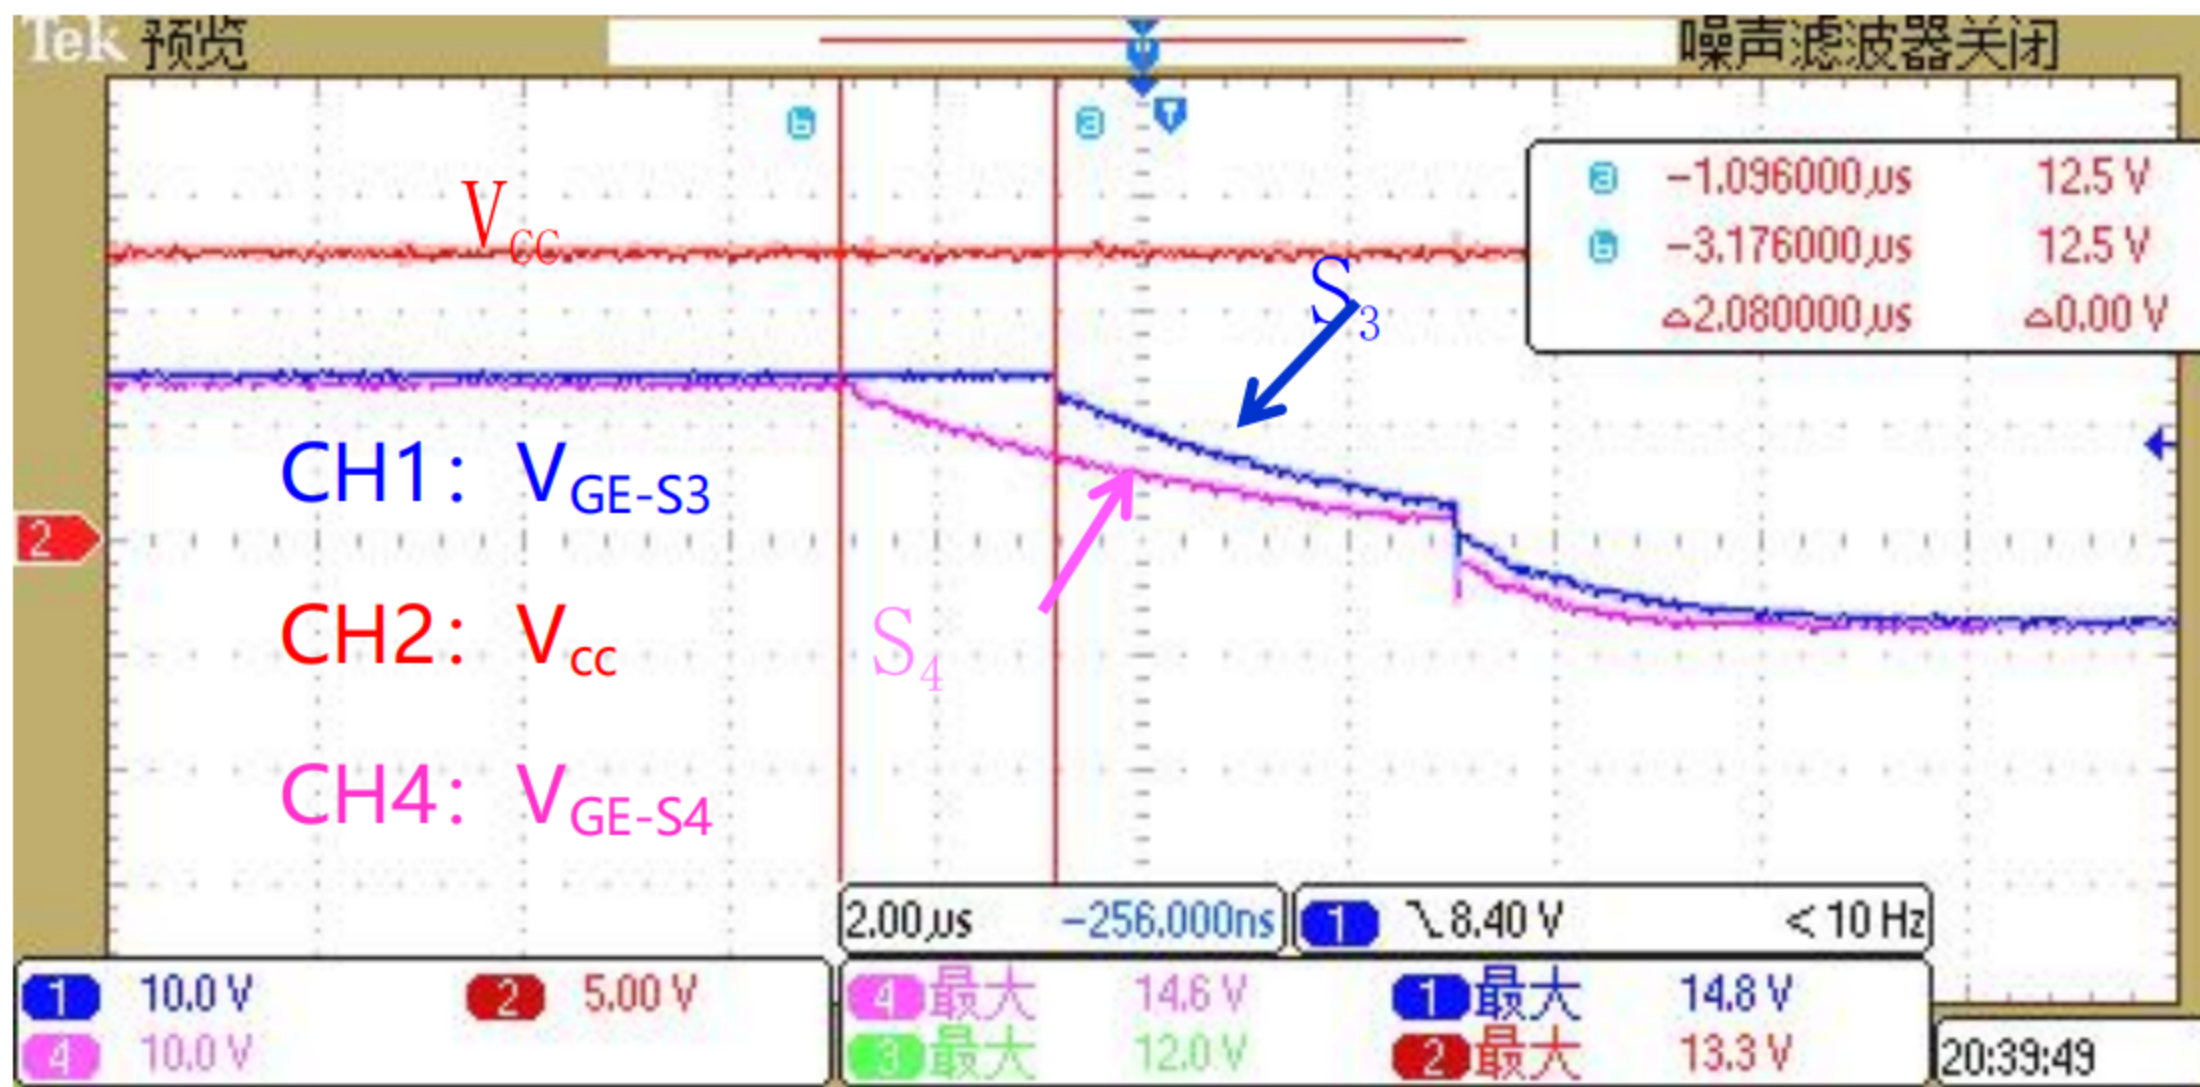 Tek 预览 噪声滤波器关闭
b a T
a -1.096000μs 12.5 V
b -3.176000μs 12.5 V
△2.080000μs △0.00 V
VCC
S3
CH1: VGE-S3
2
CH2: Vcc
S4
CH4: VGE-S4
2.00μs -256.000ns 1 ∖ 8.40 V < 10 Hz
1 10.0 V 2 5.00 V 4 最大 14.6 V 1 最大 14.8 V
4 10.0 V 3 最大 12.0 V 2 最大 13.3 V
20:39:49